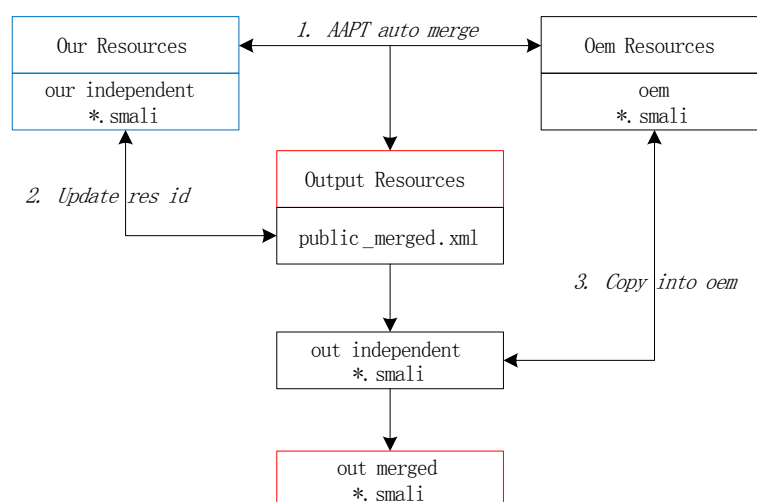 1. AAPT auto merge
Our Resources
our independent
*.smali
Oem Resources
oem
*.smali
2. Update res id
Output Resources
public_merged.xml
3. Copy into oem
out independent
*.smali
out merged
*.smali